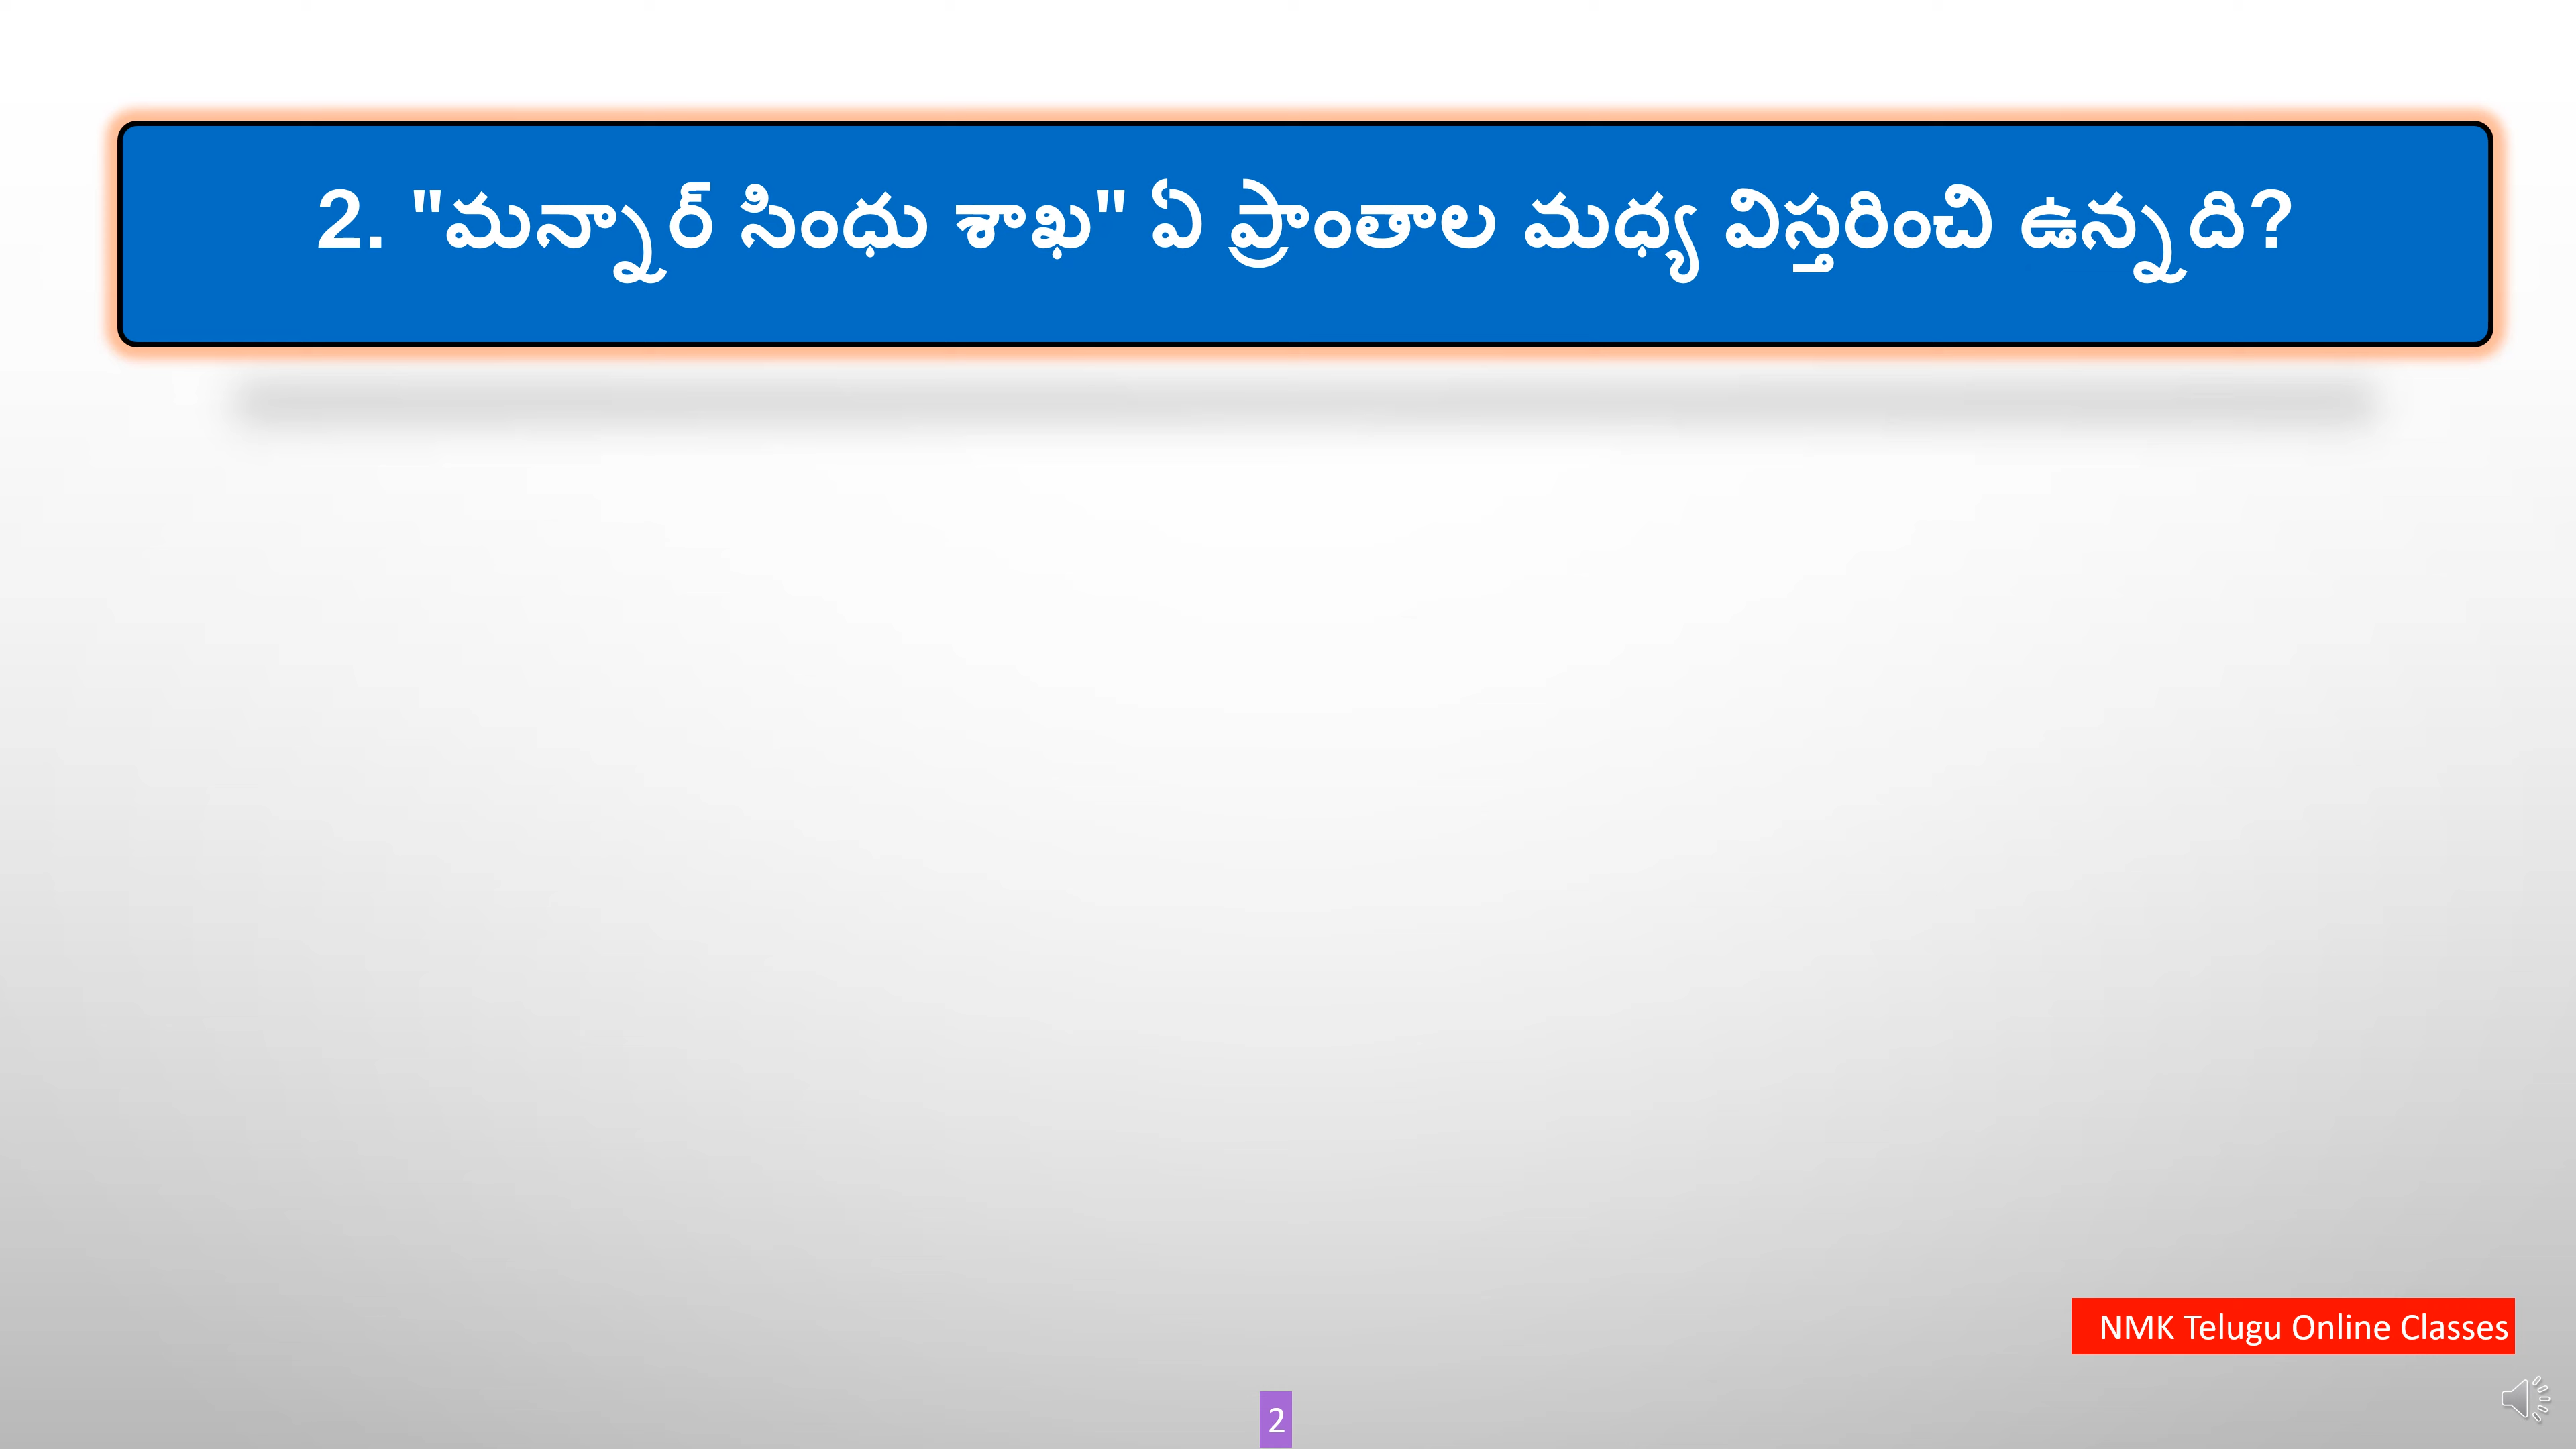 2. "మన్నార్ సింధు శాఖ" ఏ ప్రాంతాల మధ్య విస్తరించి ఉన్నది?
NMK Telugu Online Classes
2